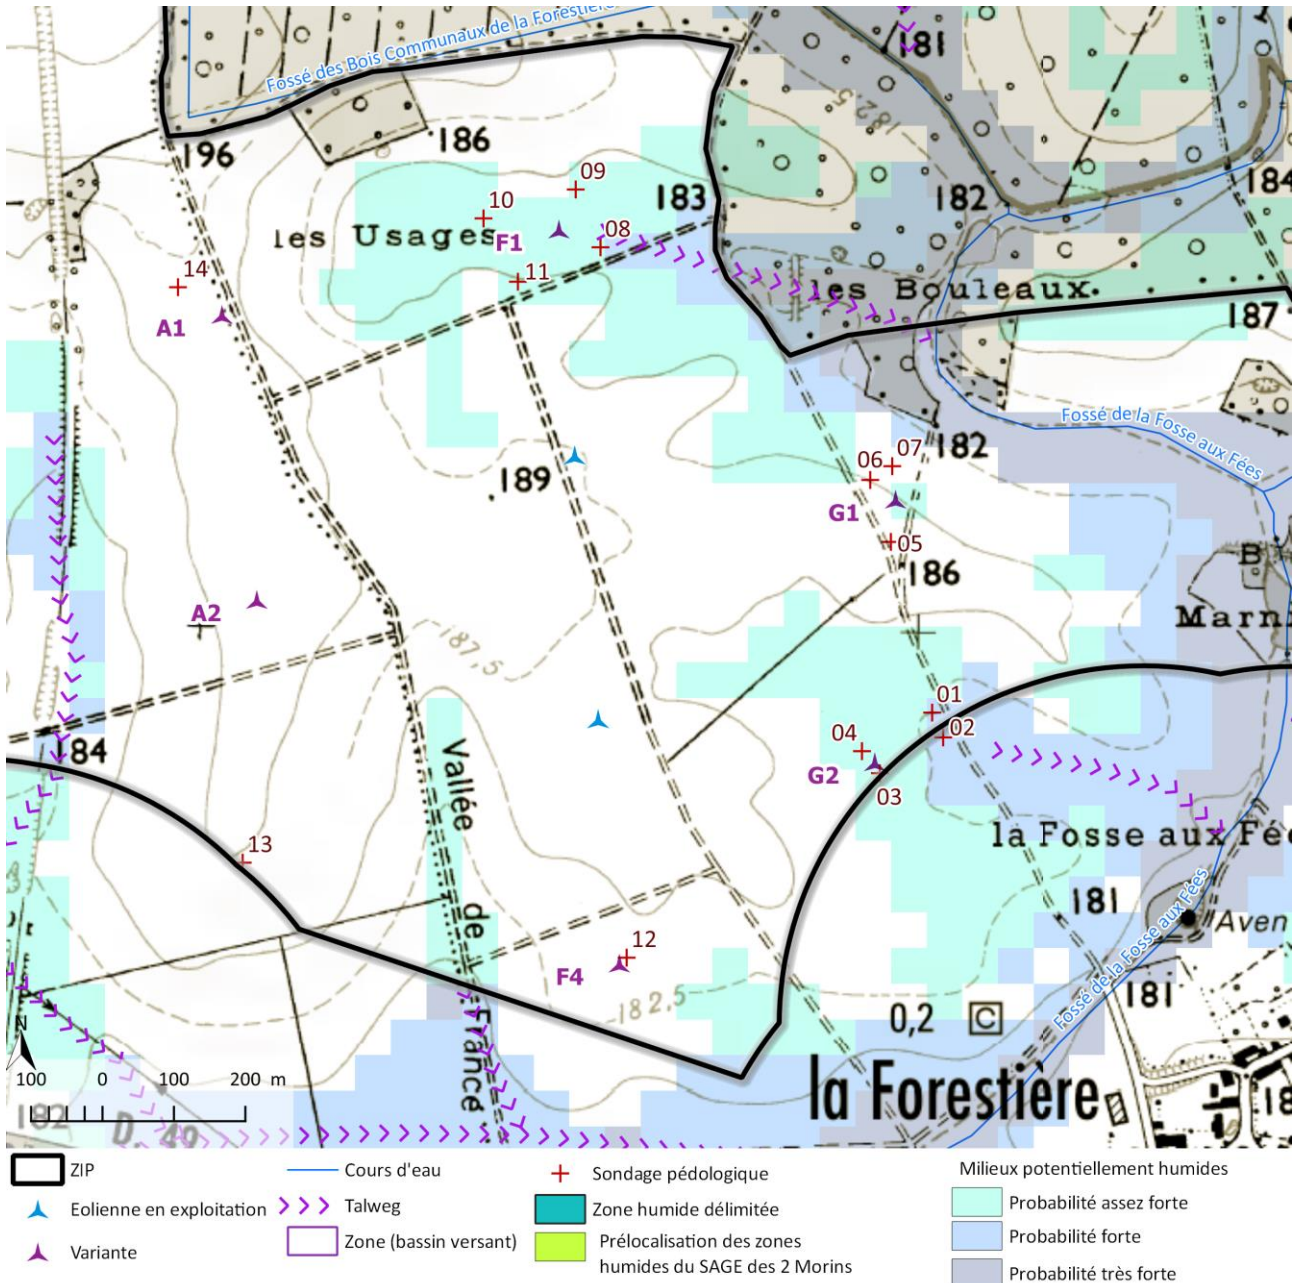 181
Fossé des Bois Communaux de la Forestière
182,5
196
186
09
183
182
184
10
les Usages
F1
08
14
11
les Bouleaux
187
A1
Fossé de la Fosse aux Fées
182
07
06
189
G1
05
186
B
A2
Marn
187,5
01
02
184
04
Vallée de France
G2
03
la Fosse aux Fée
13
181
Aven
12
F4
Fossé de la Fosse aux Fées
181
182,5
0,2 C
N
la Forestière
100 0 100 200 m
182
D. 49
18
ZIP
Cours d'eau
Sondage pédologique
Milieux potentiellement humides
Eolienne en exploitation
Talweg
Zone humide délimitée
Probabilité assez forte
Variante
Zone (bassin versant)
Prélocalisation des zones
humides du SAGE des 2 Morins
Probabilité forte
Probabilité très forte